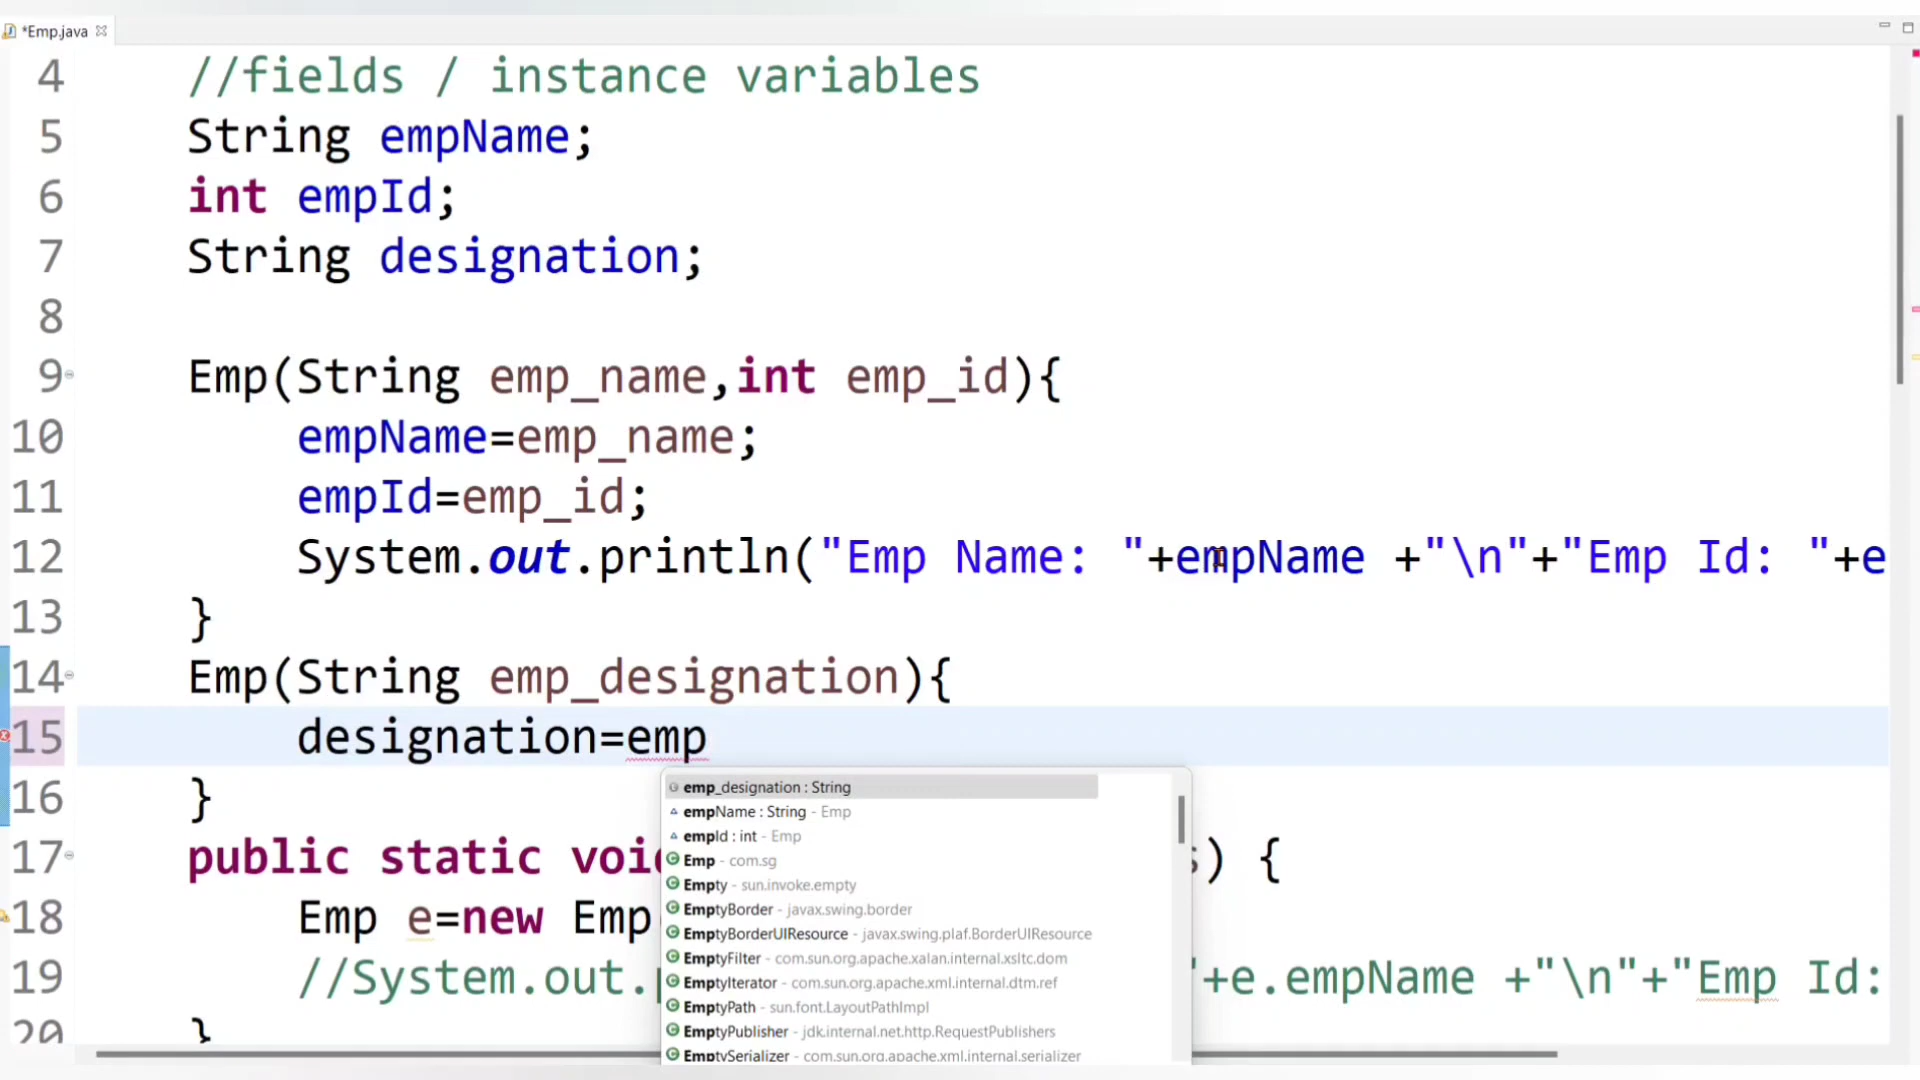 *Emp.java
4 //fields / instance variables
5 String empName;
6 int empId;
7 String designation;
8
9 Emp(String emp_name,int emp_id){
10 empName=emp_name;
11 empId=emp_id;
12 System.out.println("Emp Name: "+empName +"\n"+"Emp Id: "+e
13 }
14 Emp(String emp_designation){
15 designation=emp
16 }
17 public static voi s) {
18 Emp e=new Emp
19 //System.out. "+e.empName +"\n"+"Emp Id:
20 }
emp_designation : String
empName : String - Emp
empId : int - Emp
Emp - com.sg
Empty - sun.invoke.empty
EmptyBorder - javax.swing.border
EmptyBorderUIResource - javax.swing.plaf.BorderUIResource
EmptyFilter - com.sun.org.apache.xalan.internal.xsltc.dom
EmptyIterator - com.sun.org.apache.xml.internal.dtm.ref
EmptyPath - sun.font.LayoutPathImpl
EmptyPublisher - jdk.internal.net.http.RequestPublishers
EmptySerializer - com.sun.org.apache.xml.internal.serializer